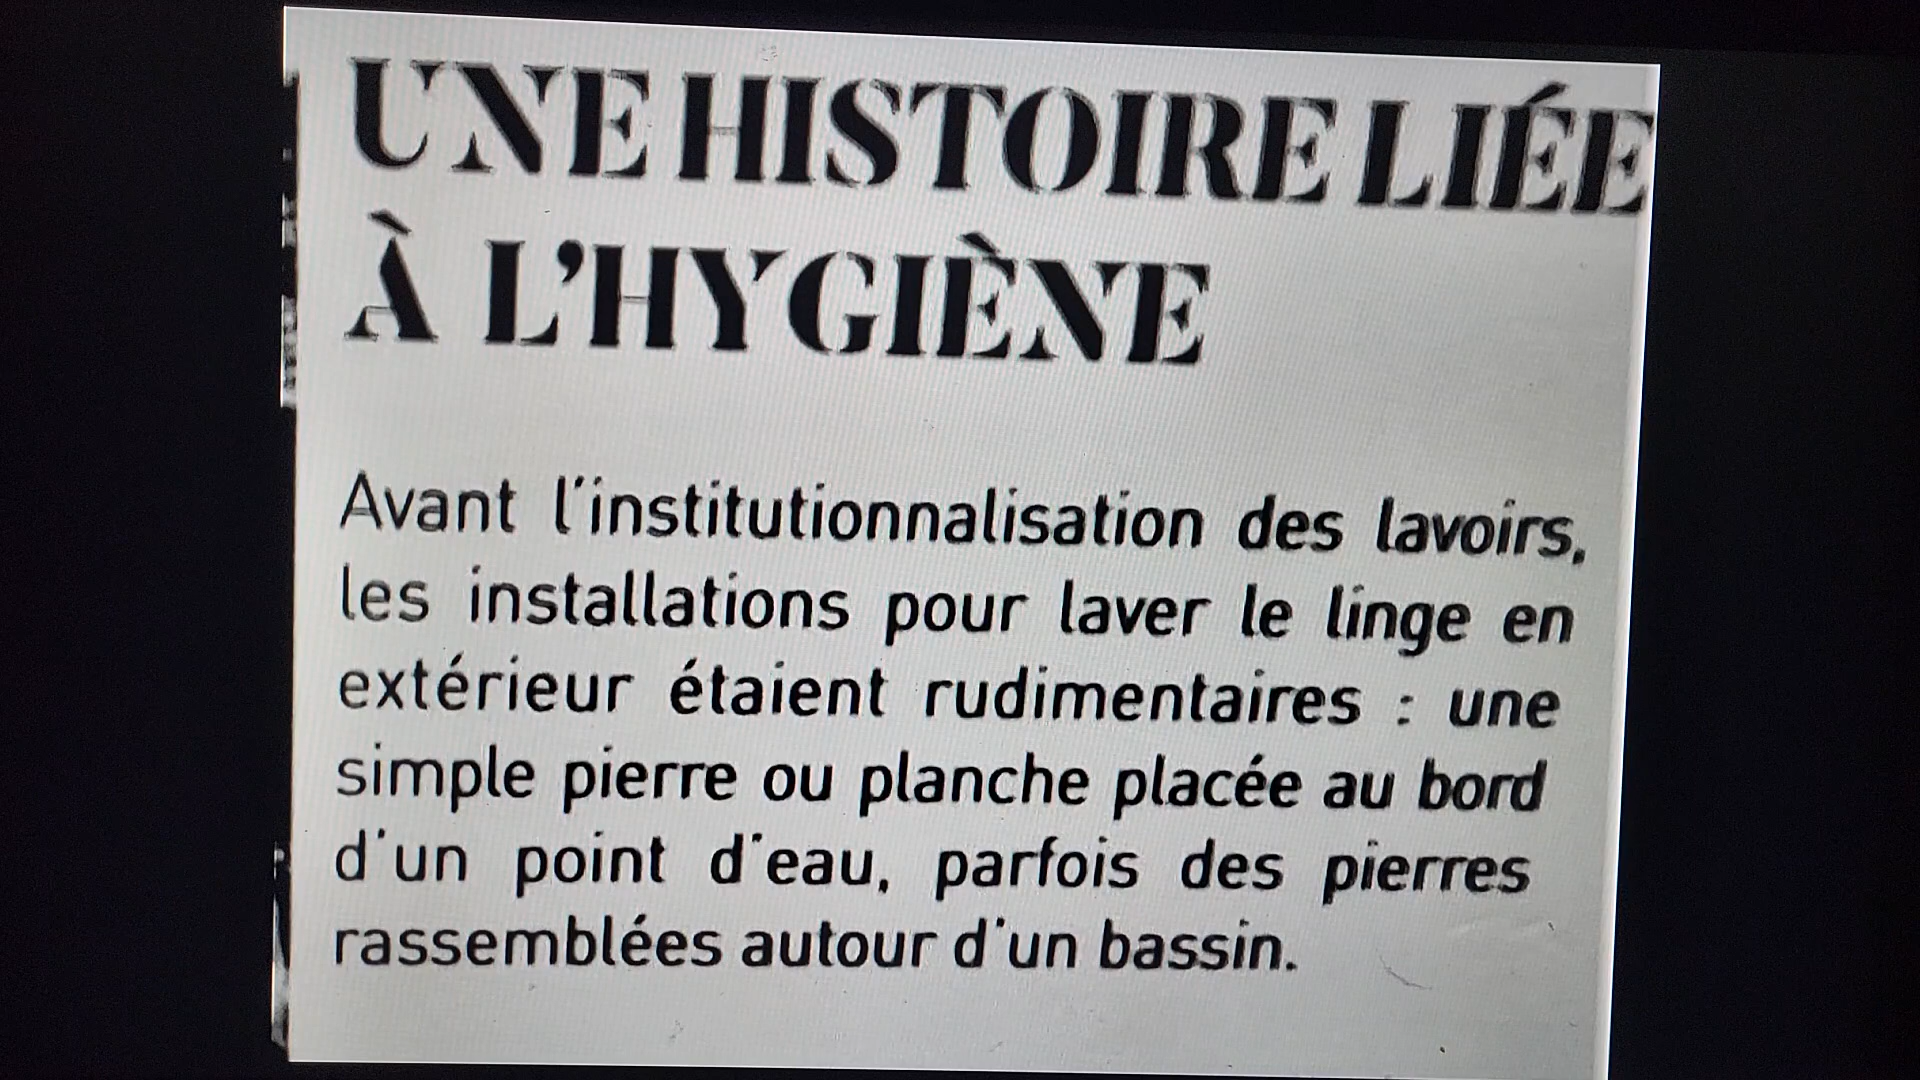 UNE HISTOIRE LIÉE
À L'HYGIÈNE
Avant l'institutionnalisation des lavoirs,
les installations pour laver le linge en
extérieur étaient rudimentaires : une
simple pierre ou planche placée au bord
d'un point d'eau, parfois des pierres
rassemblées autour d'un bassin.